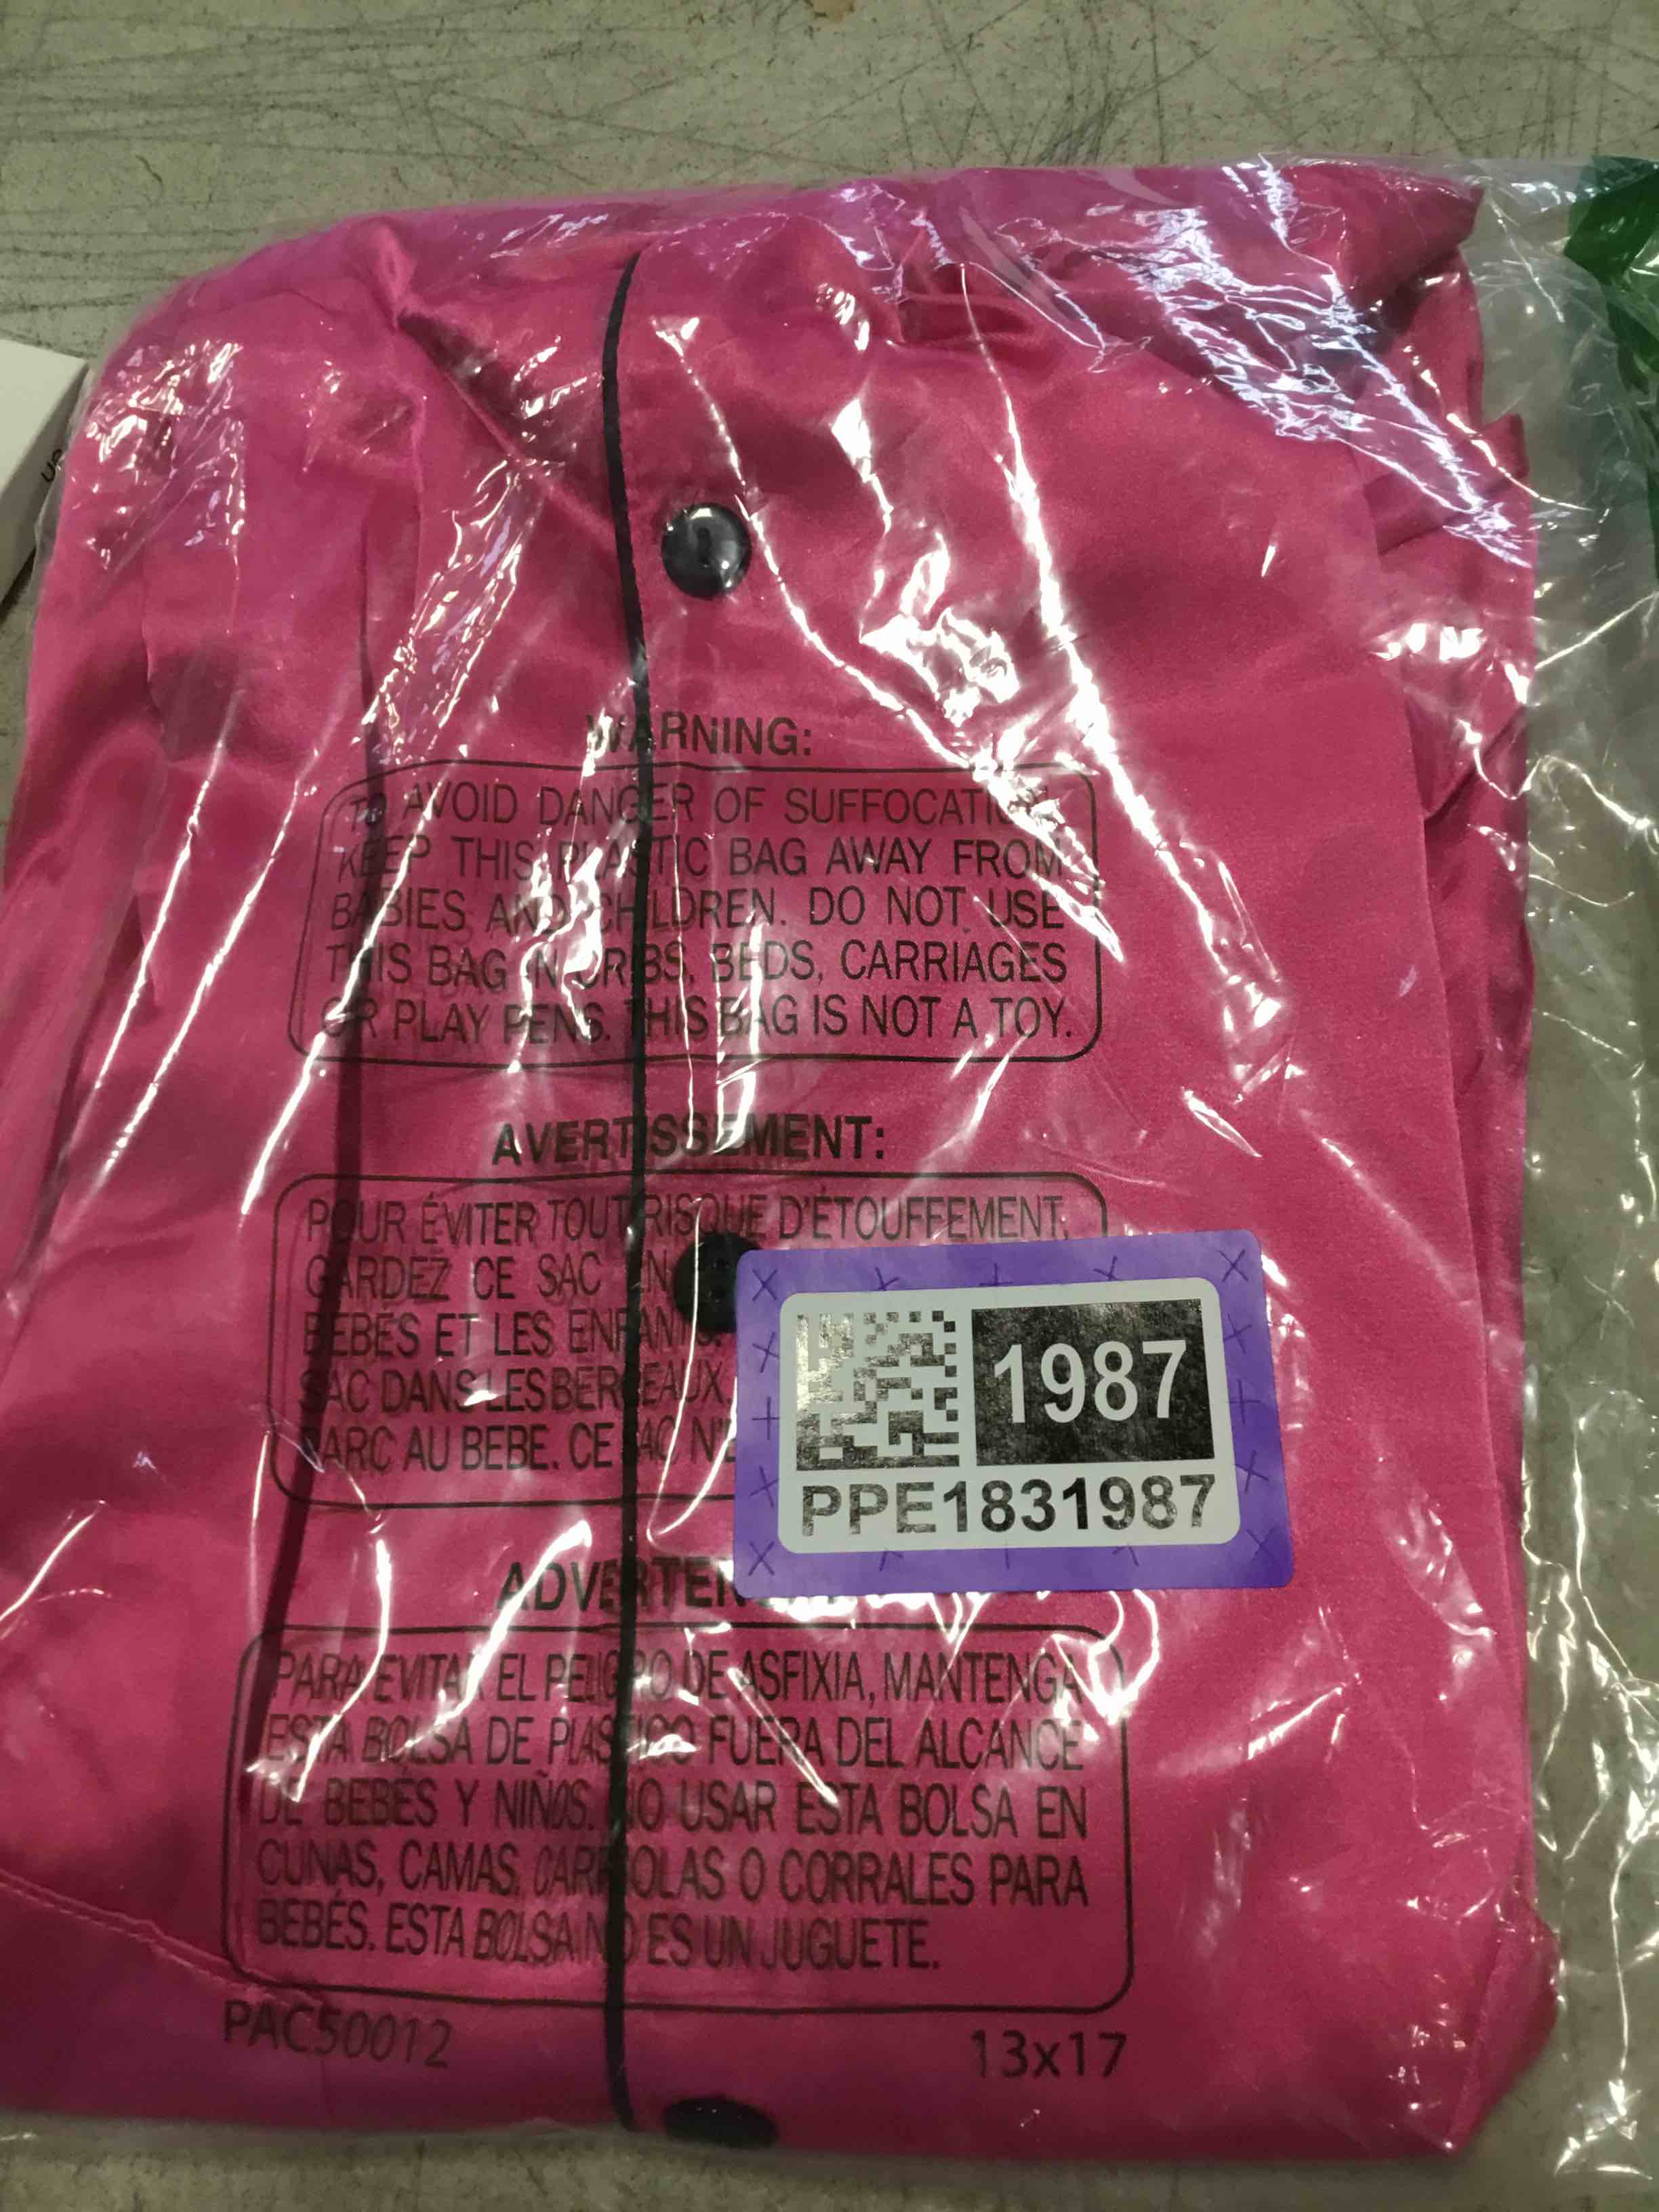 UP
WARNING:
TO AVOID DANGER OF SUFFOCATION
KEEP THIS PLASTIC BAG AWAY FROM
BABIES AND CHILDREN. DO NOT USE
THIS BAG IN CRIBS, BEDS, CARRIAGES
OR PLAY PENS. THIS BAG IS NOT A TOY.
AVERTISSEMENT:
POUR ÉVITER TOUT RISQUE D'ÉTOUFFEMENT,
GARDEZ CE SAC EN
BEBÉS ET LES ENFANTS.
SAC DANS LES BERCEAUX,
PARC AU BEBE. CE SAC N'E
1987
PPE1831987
ADVERTEN
PARA EVITAR EL PELIGRO DE ASFIXIA, MANTENGA
ESTA BOLSA DE PLASTICO FUERA DEL ALCANCE
DE BEBÉS Y NIÑOS. NO USAR ESTA BOLSA EN
CUNAS, CAMAS, CARRIOLAS O CORRALES PARA
BEBÉS. ESTA BOLSA NO ES UN JUGUETE.
PAC50012
13x17